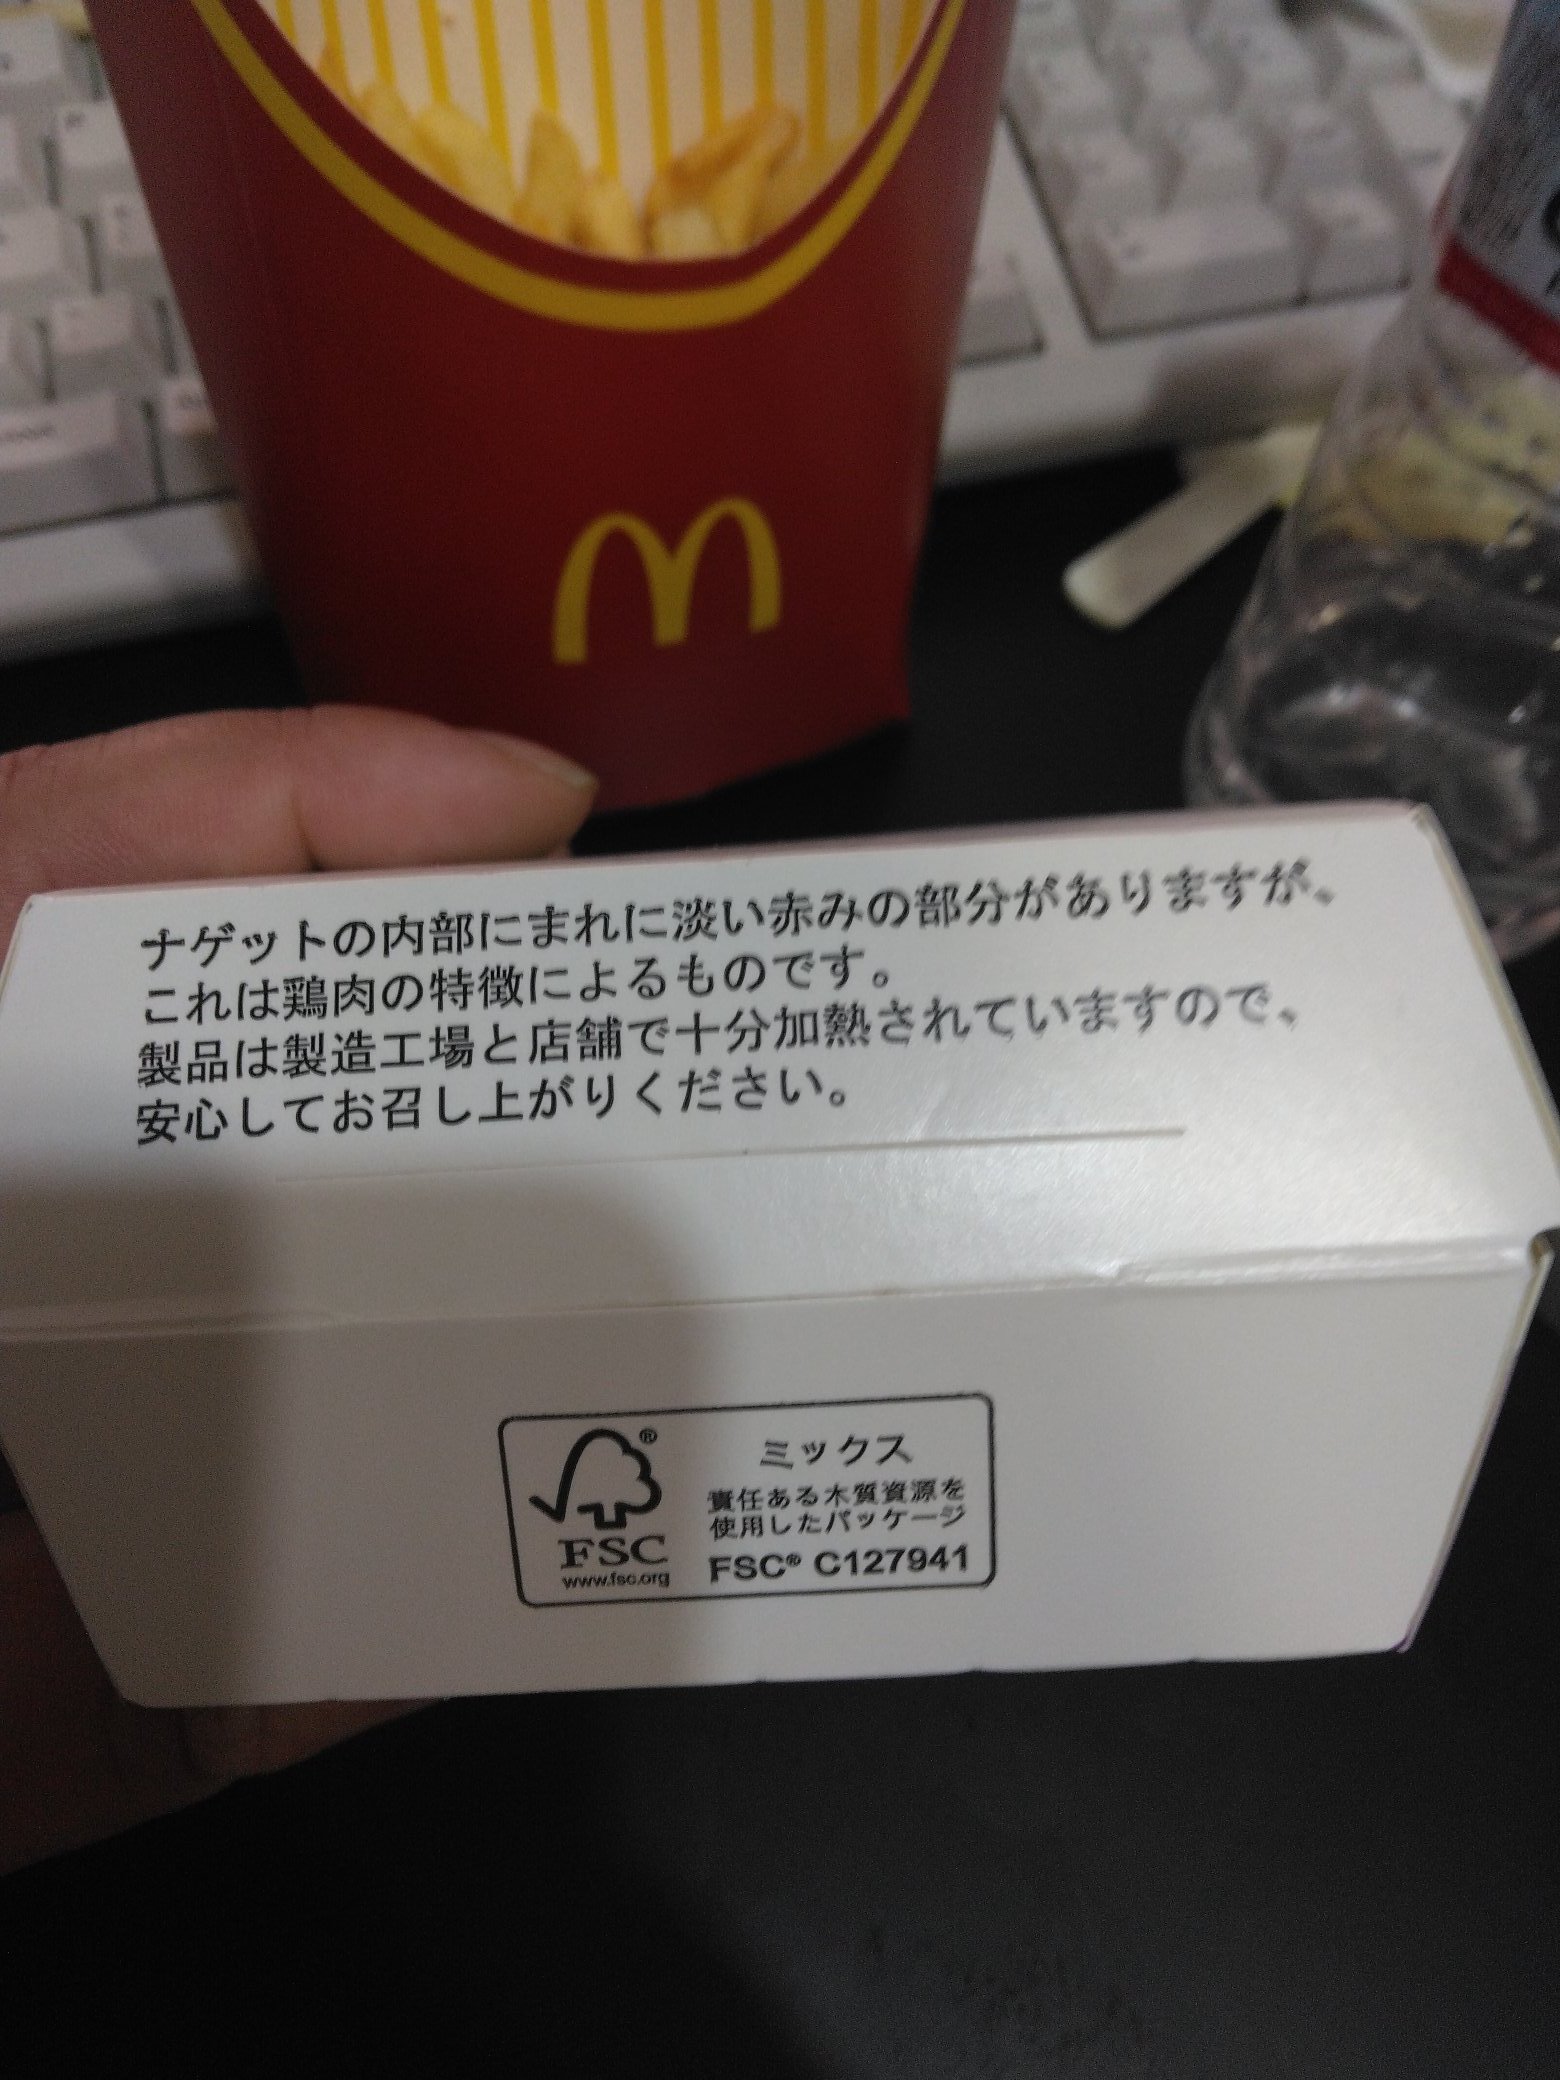 ナゲットの内部にまれに淡い赤みの部分がありますが、
これは鶏肉の特徴によるものです。
製品は製造工場と店舗で十分加熱されていますので、
安心してお召し上がりください。
ミックス
責任ある木質資源を
使用したパッケージ
FSC® C127941
®
FSC
www.fsc.org